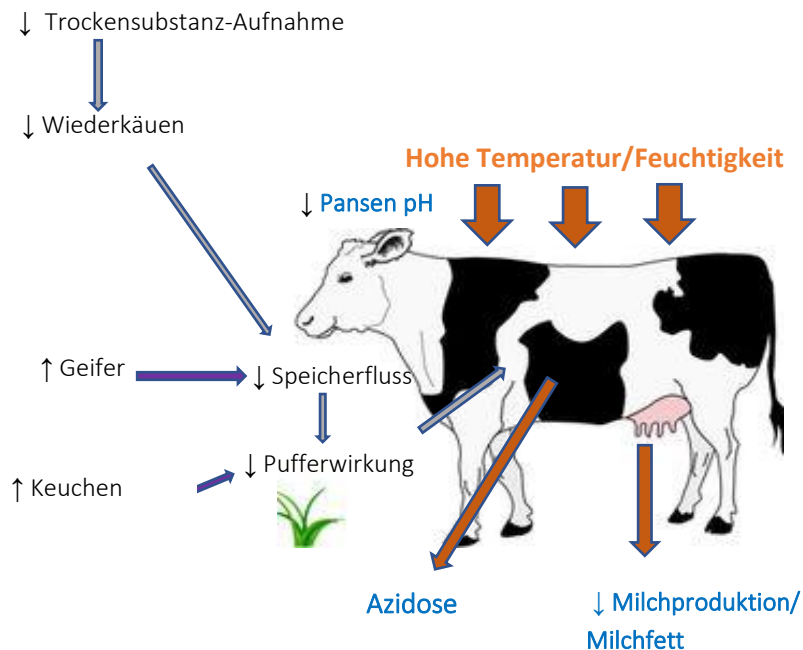 ↓ Trockensubstanz-Aufnahme
↓ Wiederkäuen
Hohe Temperatur/Feuchtigkeit
↓ Pansen pH
↑ Geifer
↓ Speicherfluss
↓ Pufferwirkung
↑ Keuchen
Azidose
↓ Milchproduktion/
Milchfett